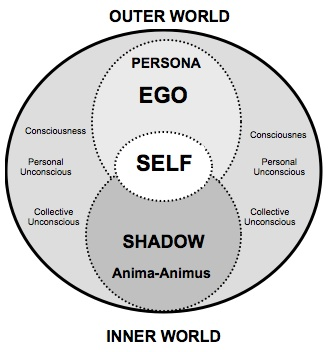 OUTER WORLD
PERSONA
EGO
Consciousness
Consciousnes
SELF
Personal
Unconscious
Personal
Unconscious
Collective
Unconscious
Collective
Unconscious
SHADOW
Anima-Animus
INNER WORLD